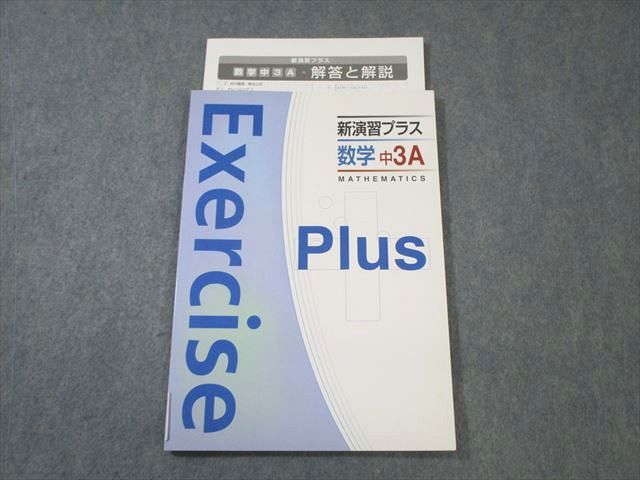 新演習プラス
数学中3A・解答と解説
新演習プラス
数学 中3A
MATHEMATICS
Exercise
Plus